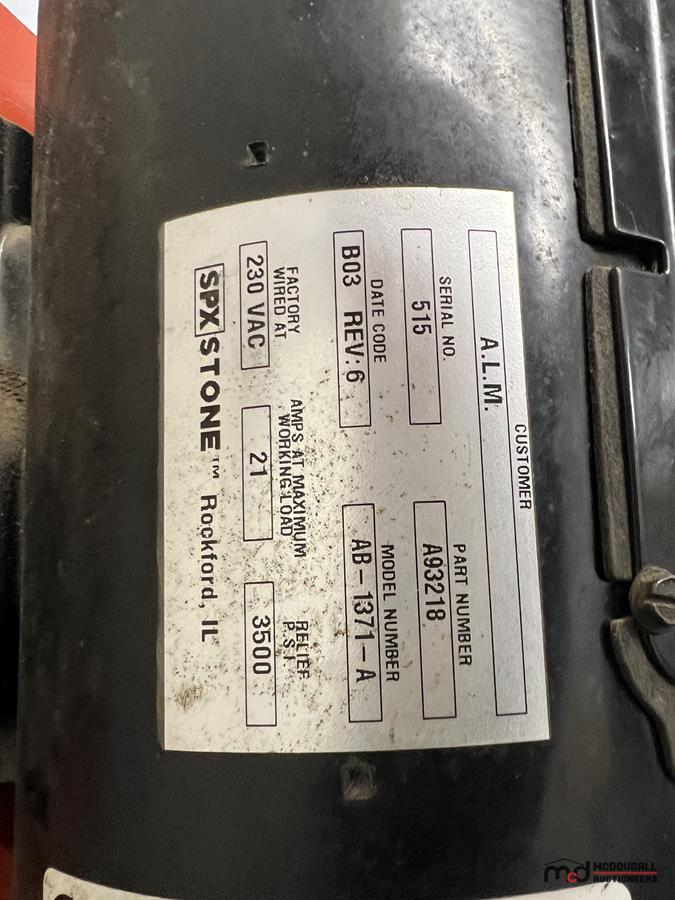 CUSTOMER
A.L.M.
SERIAL NO. PART NUMBER
515 A93218
DATE CODE MODEL NUMBER
B03 REV:6 AB-1371-A
FACTORY WIRED AT AMPS AT MAXIMUM WORKING LOAD RELIEF P.S.I.
230 VAC 21 3500
SPX STONE™ Rockford, IL
mcd MCDOUGALL
AUCTIONEERS